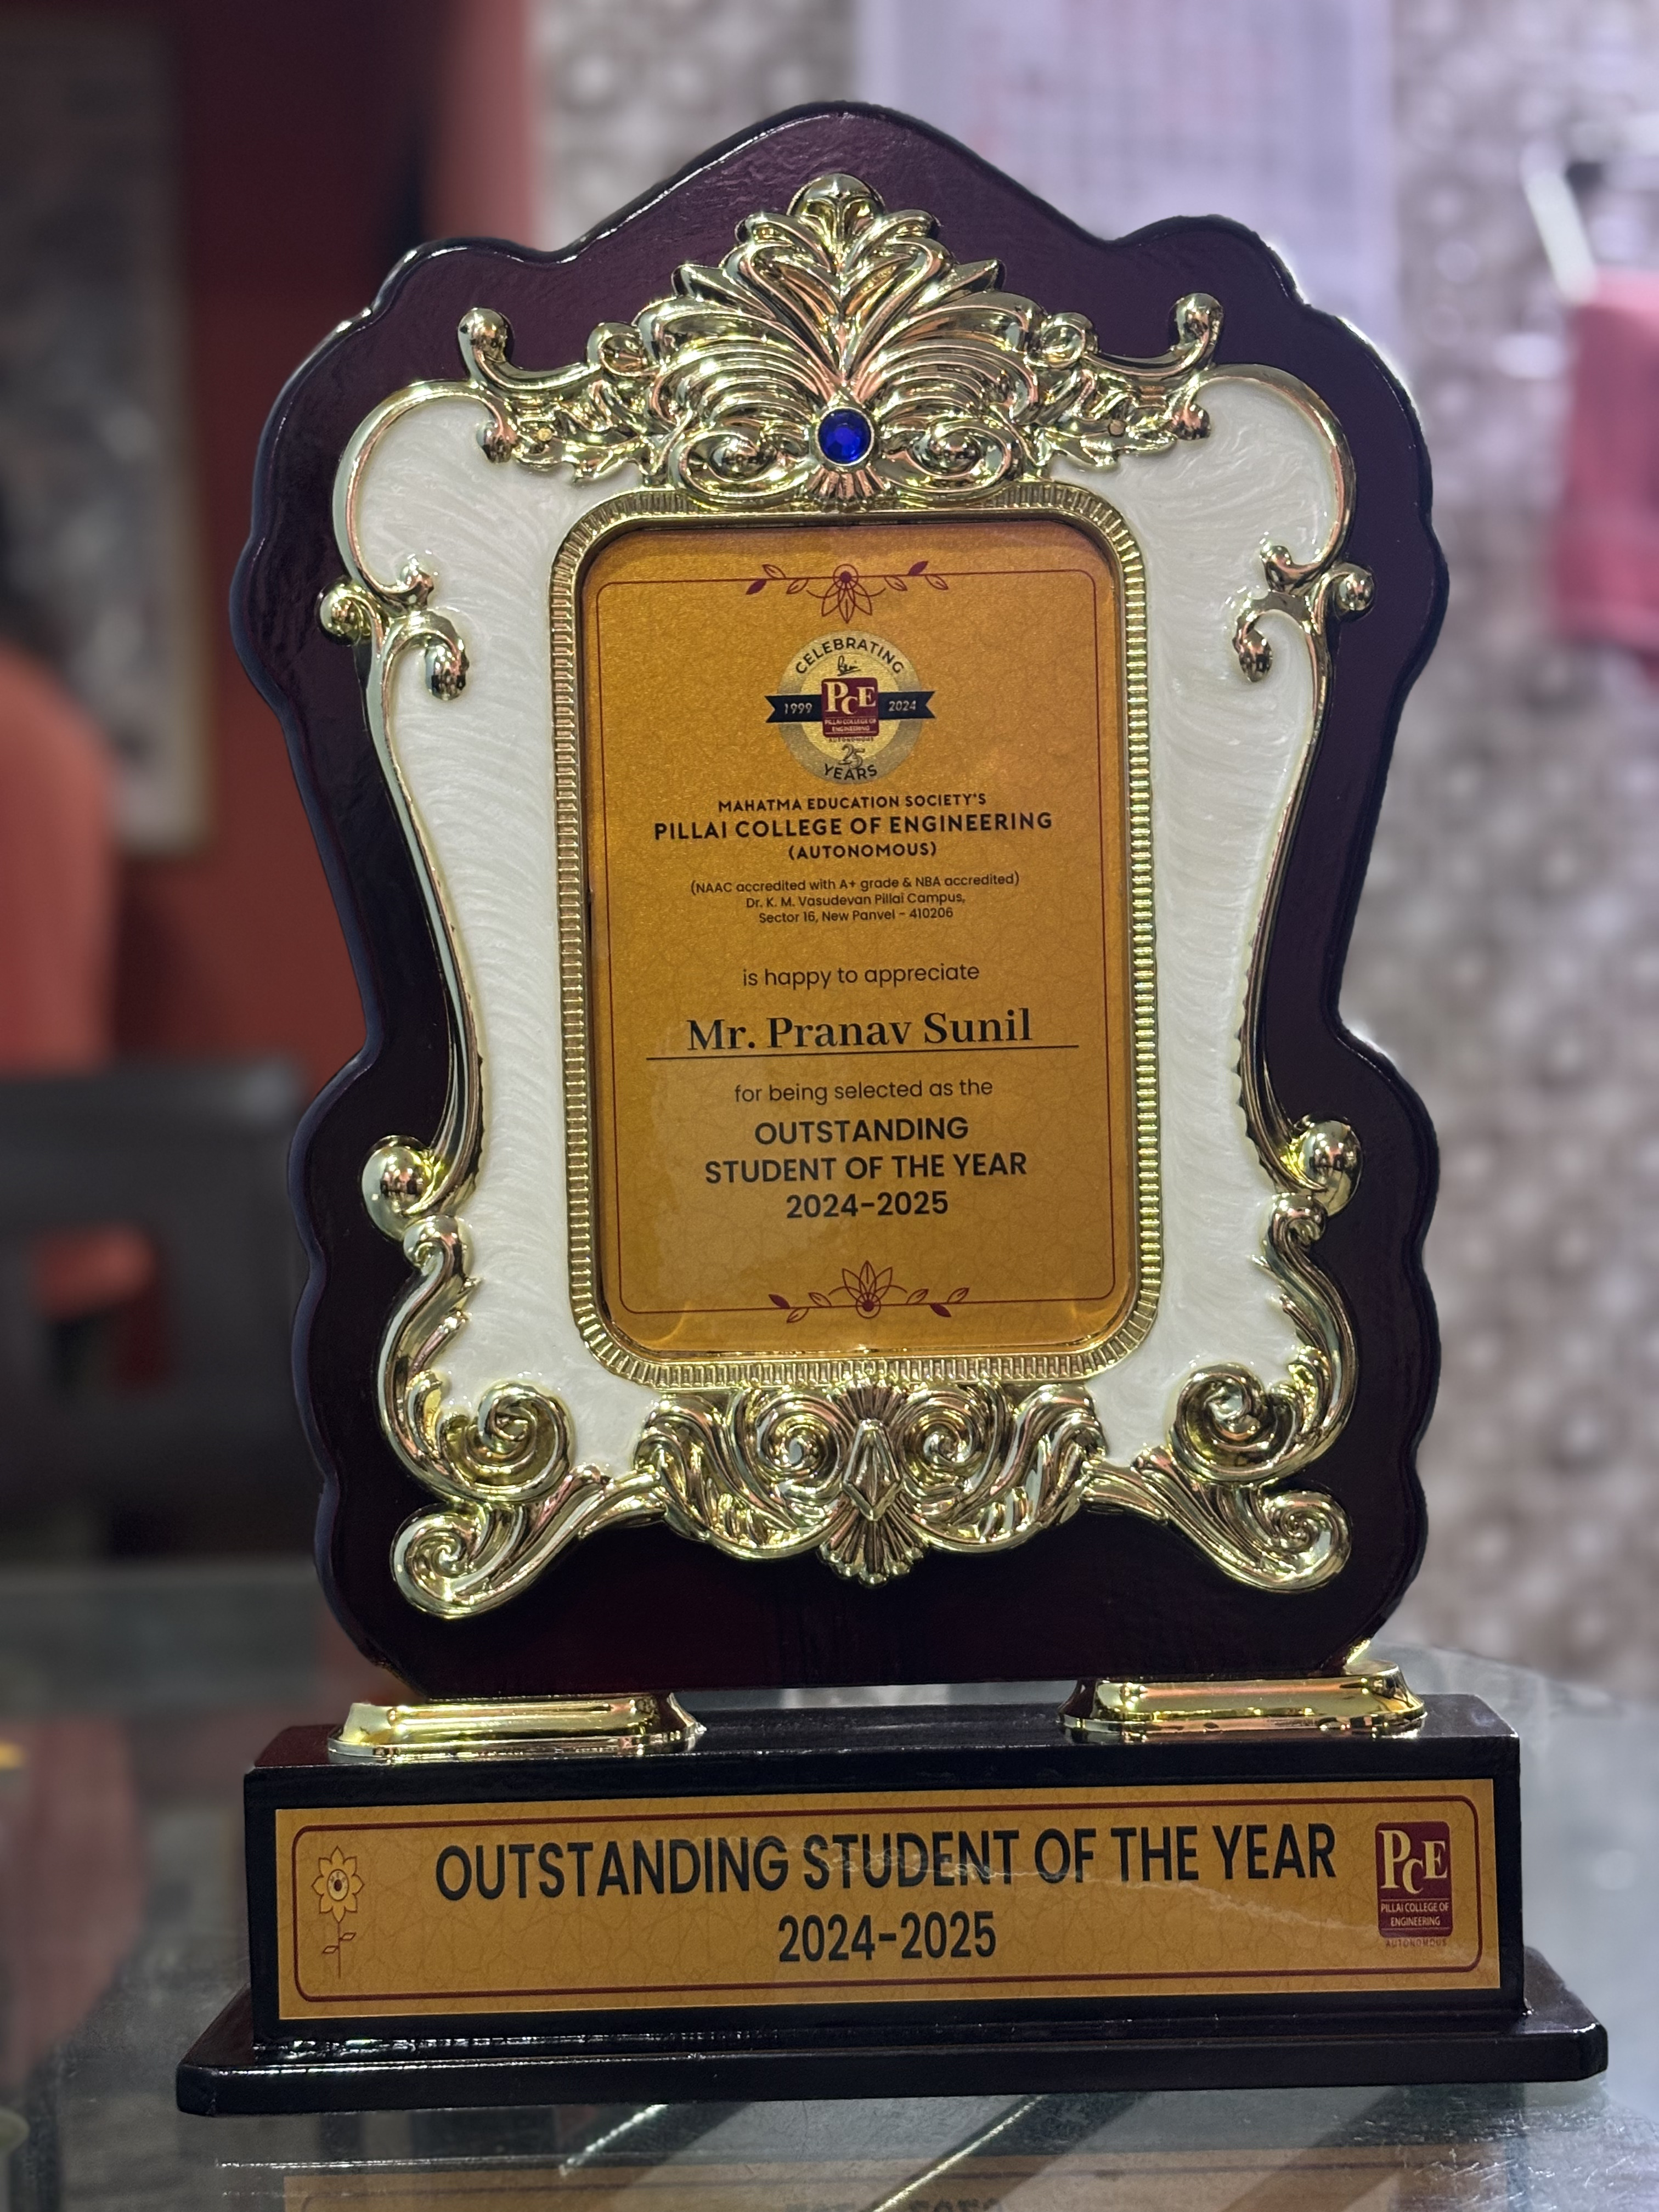 CELEBRATING
1999 PCE 2024
PILLAI COLLEGE OF
ENGINEERING
AUTONOMOUS
25
YEARS
MAHATMA EDUCATION SOCIETY'S
PILLAI COLLEGE OF ENGINEERING
(AUTONOMOUS)
(NAAC accredited with A+ grade & NBA accredited)
Dr. K. M. Vasudevan Pillai Campus,
Sector 16, New Panvel - 410206
is happy to appreciate
Mr. Pranav Sunil
for being selected as the
OUTSTANDING
STUDENT OF THE YEAR
2024-2025
OUTSTANDING STUDENT OF THE YEAR
2024-2025
PCE
PILLAI COLLEGE OF
ENGINEERING
AUTONOMOUS